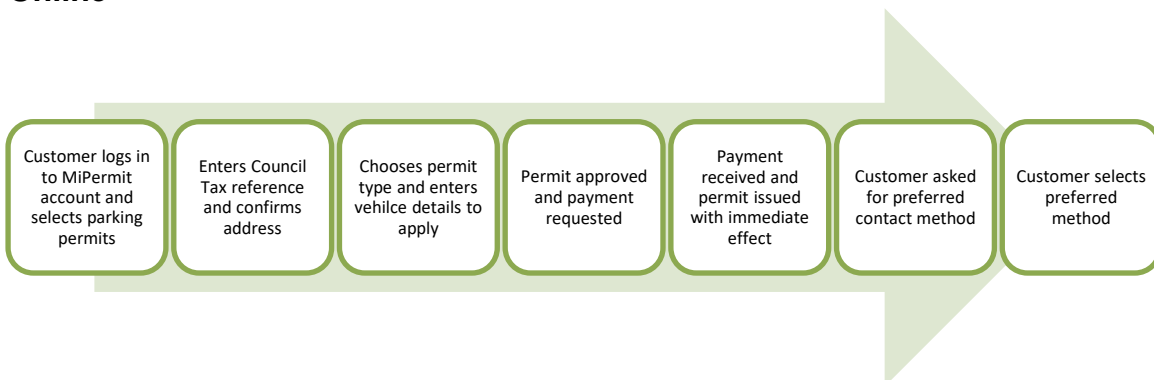 Customer logs in
to MiPermit
account and
selects parking
permits
Enters Council
Tax reference
and confirms
address
Chooses permit
type and enters
vehilce details to
apply
Permit approved
and payment
requested
Payment
received and
permit issued
with immediate
effect
Customer asked
for preferred
contact method
Customer selects
preferred
method